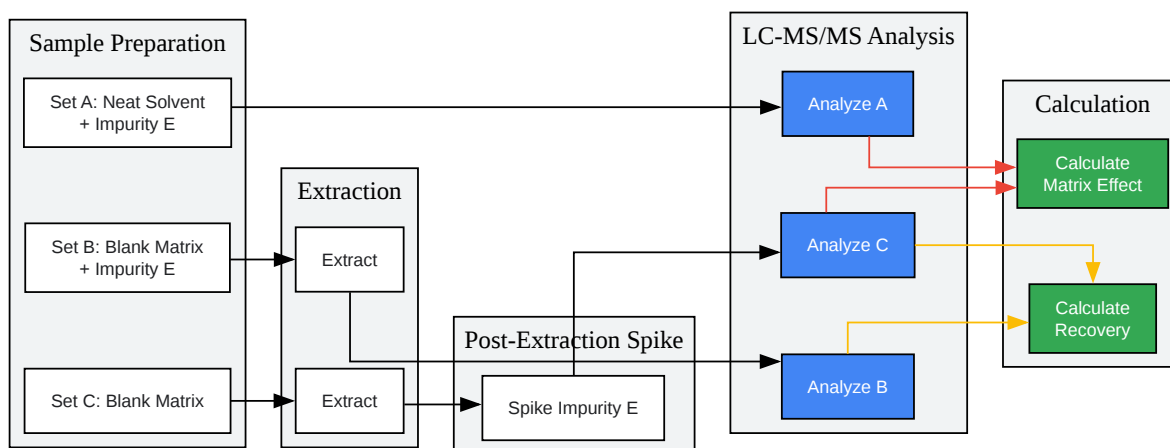 Sample Preparation
Set A: Neat Solvent
+ Impurity E
Set B: Blank Matrix
+ Impurity E
Set C: Blank Matrix
Extraction
Extract
Extract
Post-Extraction Spike
Spike Impurity E
LC-MS/MS Analysis
Analyze A
Analyze C
Analyze B
Calculation
Calculate
Matrix Effect
Calculate
Recovery